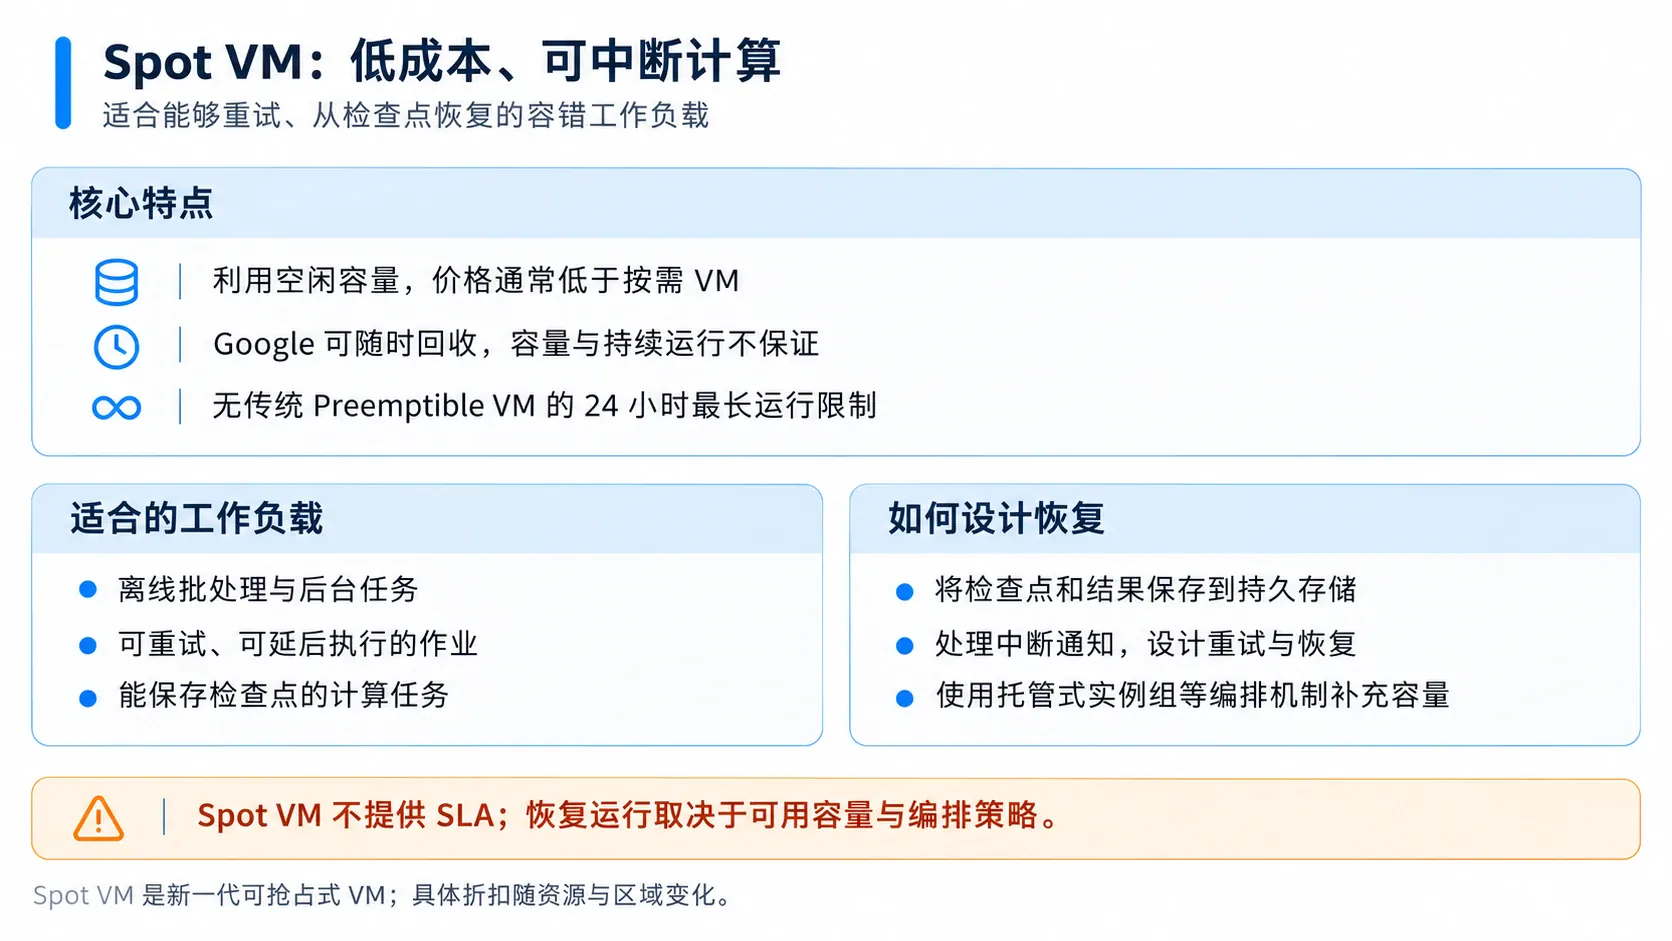 Spot VM：低成本、可中断计算
适合能够重试、从检查点恢复的容错工作负载
核心特点
利用空闲容量，价格通常低于按需 VM
Google 可随时回收，容量与持续运行不保证
无传统 Preemptible VM 的 24 小时最长运行限制
适合的工作负载
离线批处理与后台任务
可重试、可延后执行的作业
能保存检查点的计算任务
如何设计恢复
将检查点和结果保存到持久存储
处理中断通知，设计重试与恢复
使用托管式实例组等编排机制补充容量
Spot VM 不提供 SLA；恢复运行取决于可用容量与编排策略。
Spot VM 是新一代可抢占式 VM；具体折扣随资源与区域变化。